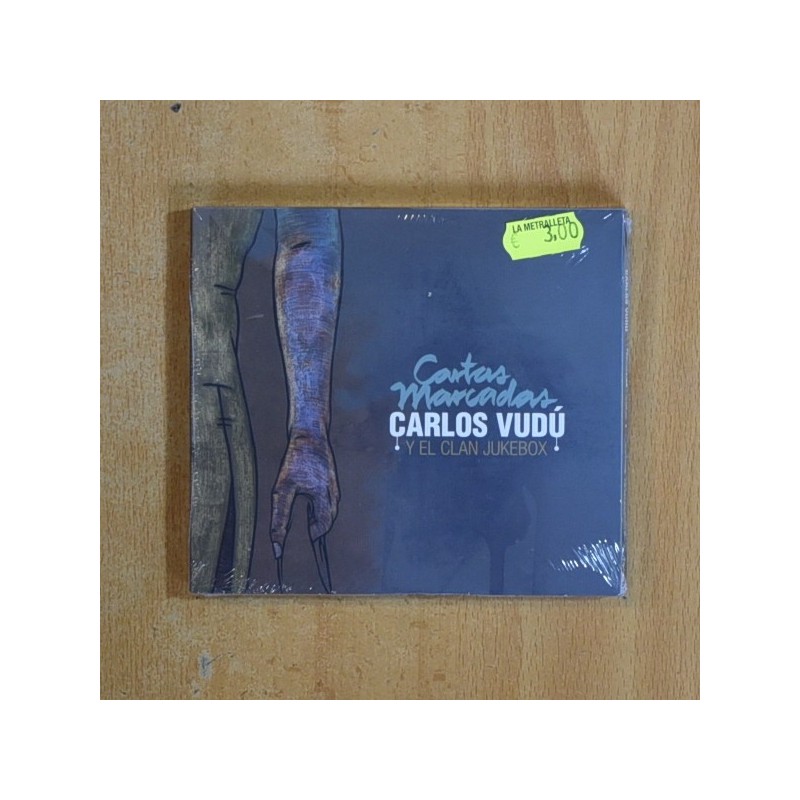 LA METRALLETA
€ 3,00
Cartas
Marcadas
CARLOS VUDÚ
Y EL CLAN JUKEBOX